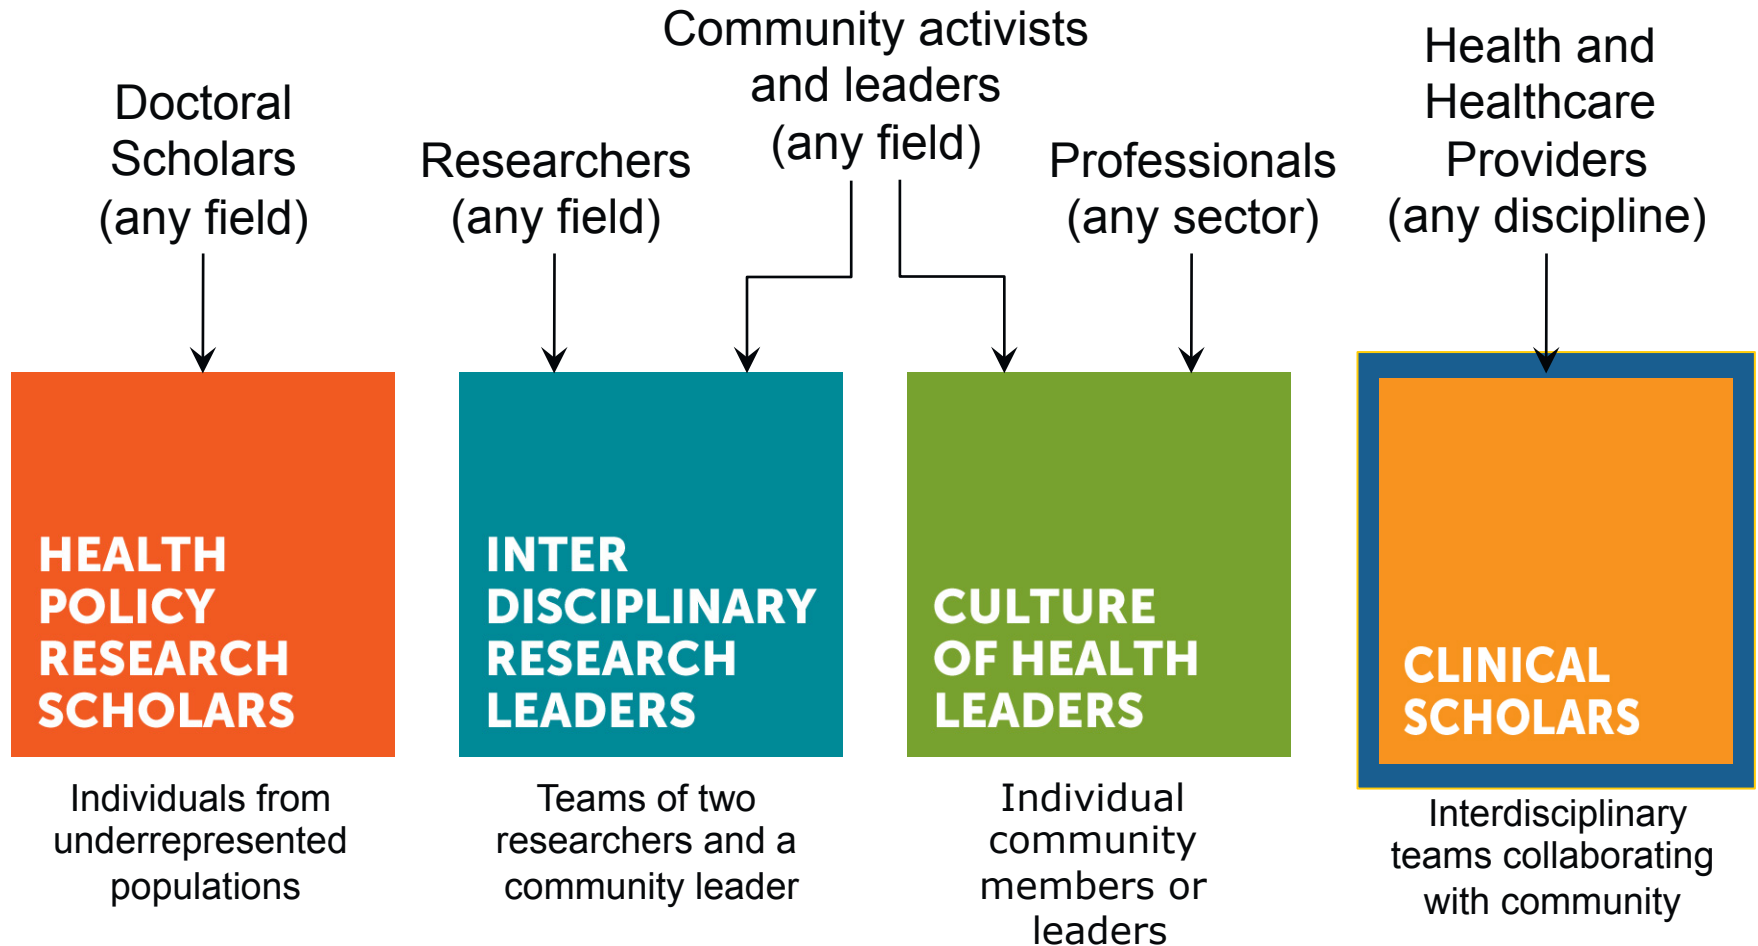 Doctoral
Scholars
(any field)
Researchers
(any field)
Community activists
and leaders
(any field)
Professionals
(any sector)
Health and
Healthcare
Providers
(any discipline)
HEALTH
POLICY
RESEARCH
SCHOLARS
INTER
DISCIPLINARY
RESEARCH
LEADERS
CULTURE
OF HEALTH
LEADERS
CLINICAL
SCHOLARS
Individuals from
underrepresented
populations
Teams of two
researchers and a
community leader
Individual
community
members or
leaders
Interdisciplinary
teams collaborating
with community